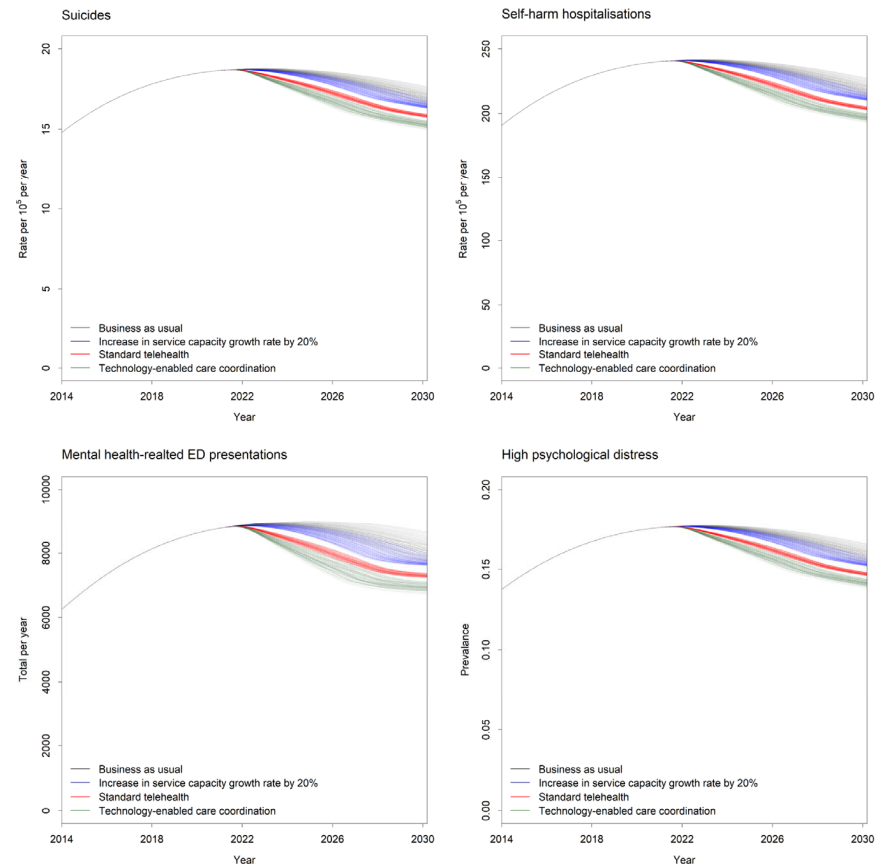 Suicides
20
15
10
5
0
Rate per 10⁵ per year
Business as usual
Increase in service capacity growth rate by 20%
Standard telehealth
Technology-enabled care coordination
2014 2018 2022 2026 2030
Year
Self-harm hospitalisations
250
200
150
100
50
0
Rate per 10⁵ per year
Business as usual
Increase in service capacity growth rate by 20%
Standard telehealth
Technology-enabled care coordination
2014 2018 2022 2026 2030
Year
Mental health-realted ED presentations
10000
8000
6000
4000
2000
0
Total per year
Business as usual
Increase in service capacity growth rate by 20%
Standard telehealth
Technology-enabled care coordination
2014 2018 2022 2026 2030
Year
High psychological distress
0.20
0.15
0.10
0.05
0.00
Prevalance
Business as usual
Increase in service capacity growth rate by 20%
Standard telehealth
Technology-enabled care coordination
2014 2018 2022 2026 2030
Year